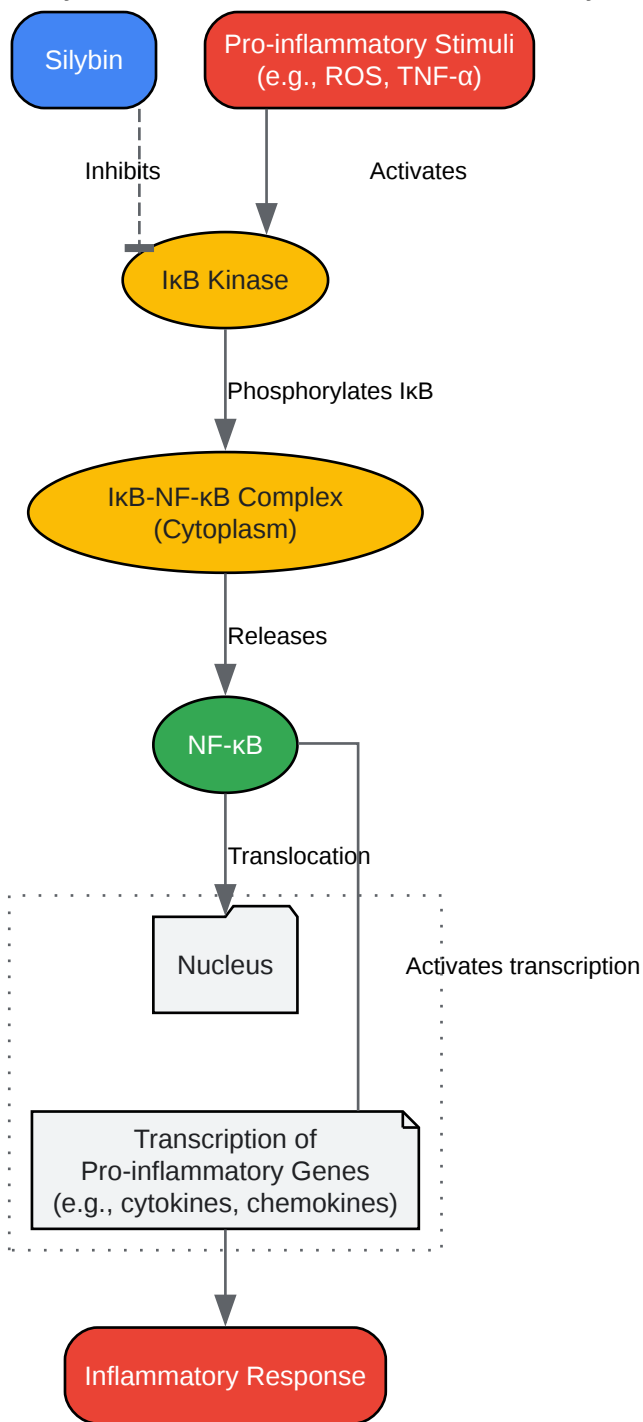 Silybin
Pro-inflammatory Stimuli
(e.g., ROS, TNF-α)
Inhibits
Activates
IκB Kinase
Phosphorylates IκB
IκB-NF-κB Complex
(Cytoplasm)
Releases
NF-κB
Translocation
Nucleus
Activates transcription
Transcription of
Pro-inflammatory Genes
(e.g., cytokines, chemokines)
Inflammatory Response